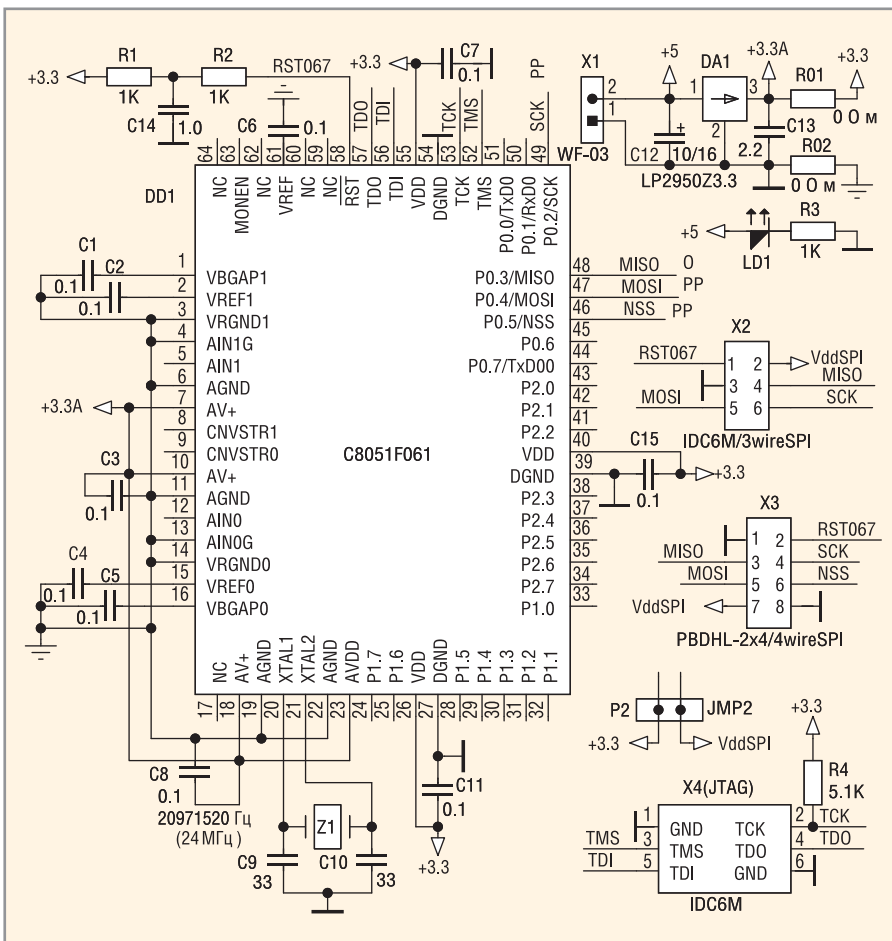 +3.3
R1
1K
R2
1K
RST067
C14
1.0
C6
0.1
+3.3
C7
0.1
TDO
TDI
TCK
TMS
SCK
PP
X1
2
1
WF-03
+5
DA1
1
3
2
+3.3A
+3.3
R01
0 Ом
C12
10/16
C13
2.2
R02
0 Ом
LP2950Z3.3
+5
LD1
R3
1K
DD1
C8051F061
64 NC
63 MONEN
62 NC
61 VREF
60 NC
59 NC
58 RST
57 TDO
56 TDI
55 VDD
54 DGND
53 TCK
52 TMS
51 P0.0/TxD0
50 P0.1/RxD0
49 P0.2/SCK
1 VBGAP1
2 VREF1
3 VRGND1
4 AIN1G
5 AIN1
6 AGND
7 AV+
8 CNVSTR1
9 CNVSTR0
10 AV+
11 AGND
12 AIN0
13 AIN0G
14 VRGND0
15 VREF0
16 VBGAP0
C1
0.1
C2
0.1
+3.3A
C3
0.1
C4
0.1
C5
0.1
P0.3/MISO 48 MISO O
P0.4/MOSI 47 MOSI PP
P0.5/NSS 46 NSS PP
P0.6 45
P0.7/TxD00 44
P2.0 43
P2.1 42
P2.2 41
VDD 40
DGND 39
P2.3 38
P2.4 37
P2.5 36
P2.6 35
P2.7 34
P1.0 33
C15
0.1
+3.3
NC 17
AV+ 18
AGND 19
XTAL1 20
XTAL2 21
AGND 22
AVDD 23
P1.7 24
P1.6 25
VDD 26
DGND 27
P1.5 28
P1.4 29
P1.3 30
P1.2 31
P1.1 32
C8
0.1
20971520 Гц
(24 МГц)
Z1
C9
33
C10
33
C11
0.1
+3.3
X2
RST067 1 2 VddSPI
3 4 MISO
MOSI 5 6 SCK
IDC6M/3wireSPI
X3
1 2 RST067
MISO 3 4 SCK
MOSI 5 6 NSS
VddSPI 7 8
PBDHL-2x4/4wireSPI
P2
JMP2
+3.3
VddSPI
+3.3
R4
5.1K
X4(JTAG)
1 GND TCK 2 TCK
TMS 3 TMS TDO 4 TDO
TDI 5 TDI GND 6
IDC6M